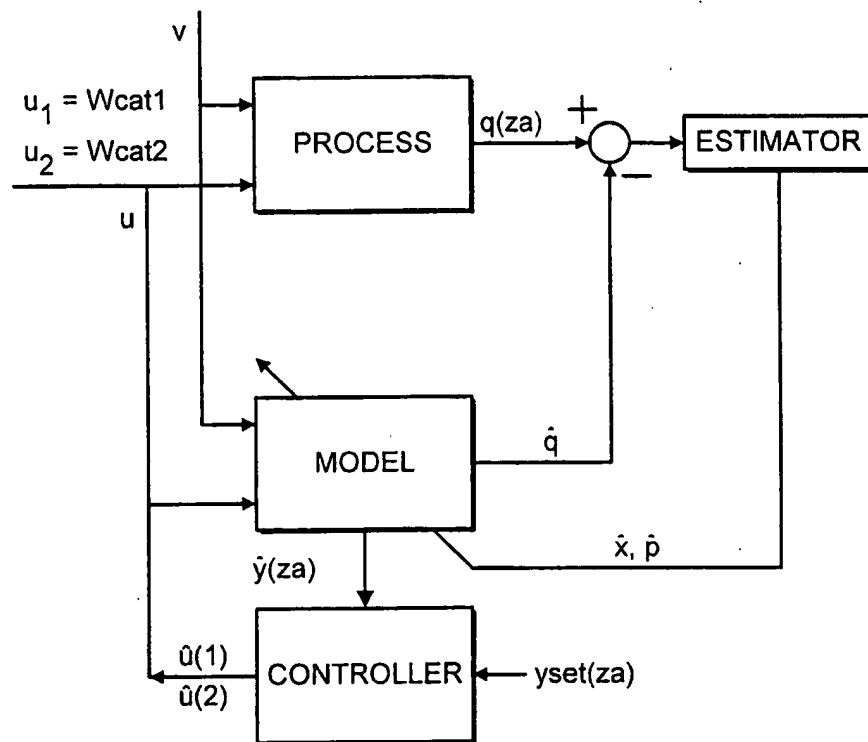 v
u₁ = Wcat1
u₂ = Wcat2
u
PROCESS
q(za)
+
−
ESTIMATOR
MODEL
q̂
x̂, p̂
ŷ(za)
û(1)
û(2)
CONTROLLER
yset(za)